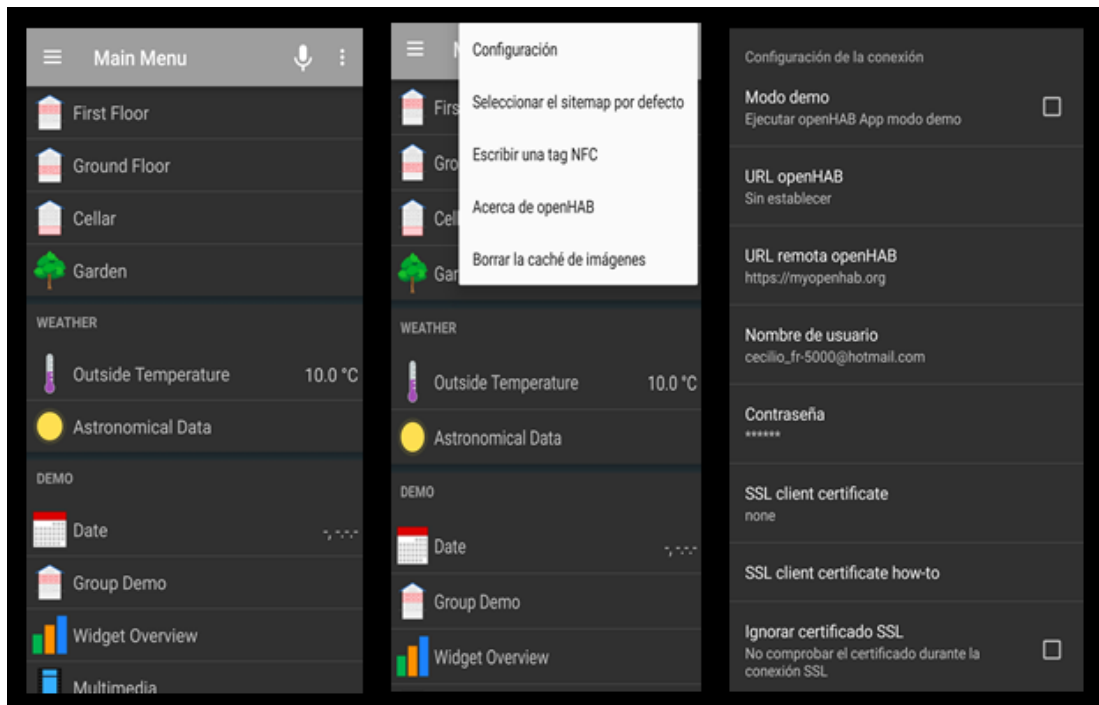 Main Menu
First Floor
Ground Floor
Cellar
Garden
WEATHER
Outside Temperature 10.0 °C
Astronomical Data
DEMO
Date -, -.-.-
Group Demo
Widget Overview
Multimedia
Configuración
Seleccionar el sitemap por defecto
Escribir una tag NFC
Acerca de openHAB
Borrar la caché de imágenes
Firs
Gro
Cell
Gar
WEATHER
Outside Temperature 10.0 °C
Astronomical Data
DEMO
Date -, -.-.-
Group Demo
Widget Overview
Configuración de la conexión
Modo demo
Ejecutar openHAB App modo demo
URL openHAB
Sin establecer
URL remota openHAB
https://myopenhab.org
Nombre de usuario
cecilio_fr-5000@hotmail.com
Contraseña
******
SSL client certificate
none
SSL client certificate how-to
Ignorar certificado SSL
No comprobar el certificado durante la
conexión SSL